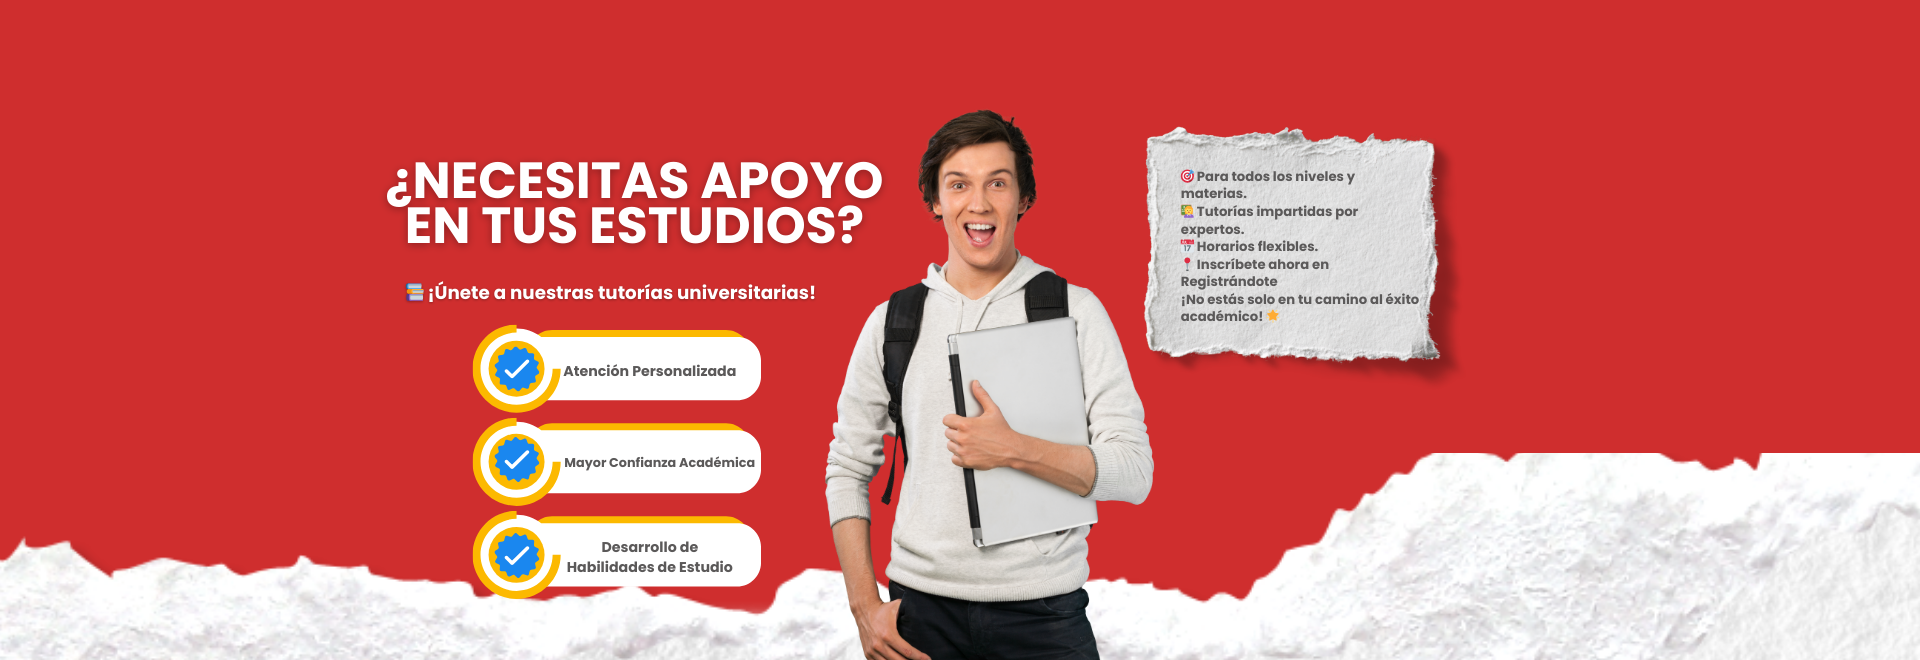 ¿NECESITAS APOYO
EN TUS ESTUDIOS?
📚 ¡Únete a nuestras tutorías universitarias!
Atención Personalizada
Mayor Confianza Académica
Desarrollo de
Habilidades de Estudio
🎯 Para todos los niveles y
materias.
🙋 Tutorías impartidas por
expertos.
📅 Horarios flexibles.
📍 Inscríbete ahora en
Registrándote
¡No estás solo en tu camino al éxito
académico! ⭐